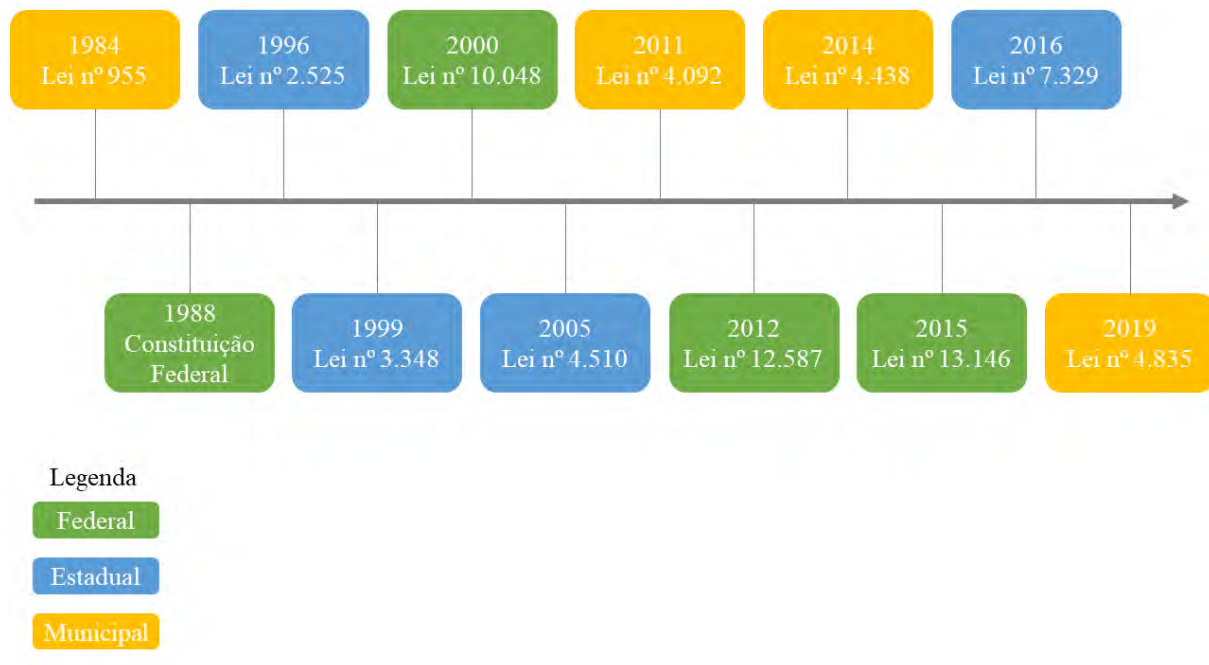 1984
Lei nº 955
1996
Lei nº 2.525
2000
Lei nº 10.048
2011
Lei nº 4.092
2014
Lei nº 4.438
2016
Lei nº 7.329
1988
Constituição
Federal
1999
Lei nº 3.348
2005
Lei nº 4.510
2012
Lei nº 12.587
2015
Lei nº 13.146
2019
Lei nº 4.835
Legenda
Federal
Estadual
Municipal